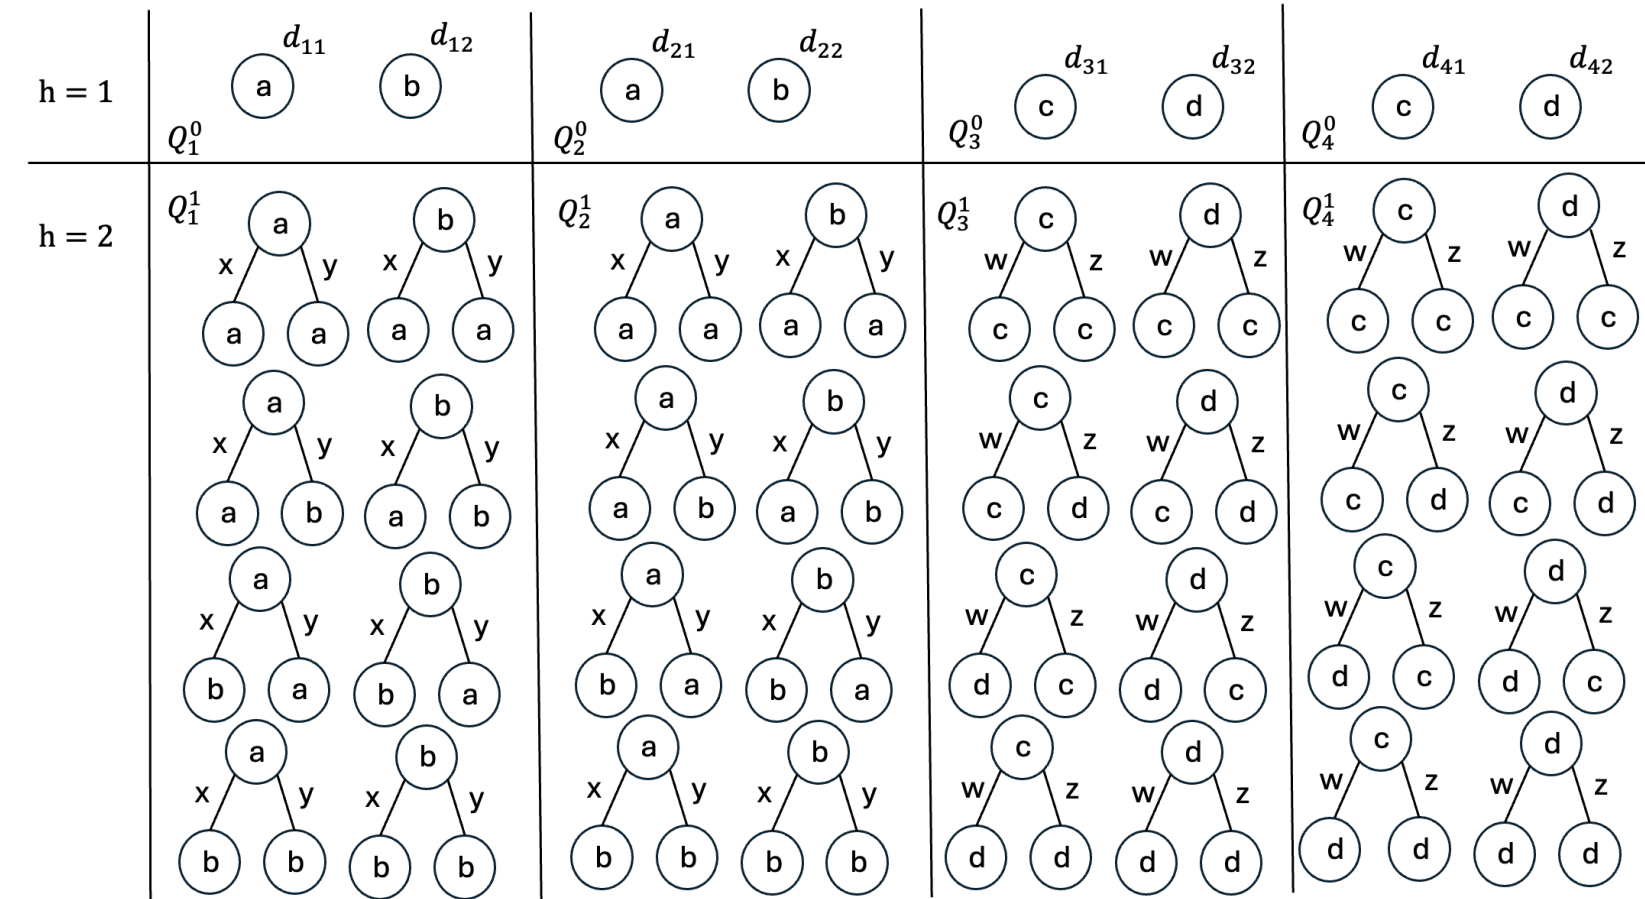 d₁₁ d₁₂ d₂₁ d₂₂ d₃₁ d₃₂ d₄₁ d₄₂
h = 1 a b a b c d c d
Q₁⁰ Q₂⁰ Q₃⁰ Q₄⁰
Q₁¹ Q₂¹ Q₃¹ Q₄¹
h = 2 a b a b c d c d
x y x y x y x y w z w z w z w z
a a a a a a a a c c c c c c c c
a b a b c d c d
x y x y x y x y w z w z w z w z
a b a b a b a b c d c d c d c d
a b a b c d c d
x y x y x y x y w z w z w z w z
b a b a b a b a d c d c d c d c
a b a b c d c d
x y x y x y x y w z w z w z w z
b b b b b b b b d d d d d d d d